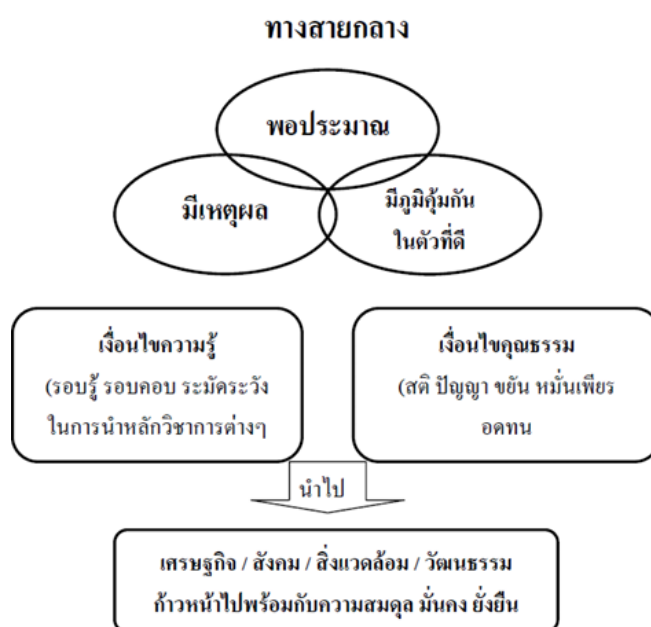 ทางสายกลาง
พอประมาณ
มีเหตุผล
มีภูมิคุ้มกัน
ในตัวที่ดี
เงื่อนไขความรู้
(รอบรู้ รอบคอบ ระมัดระวัง
ในการนำหลักวิชาการต่างๆ
เงื่อนไขคุณธรรม
(สติ ปัญญา ขยัน หมั่นเพียร
อดทน
นำไป
เศรษฐกิจ / สังคม / สิ่งแวดล้อม / วัฒนธรรม
ก้าวหน้าไปพร้อมกับความสมดุล มั่นคง ยั่งยืน